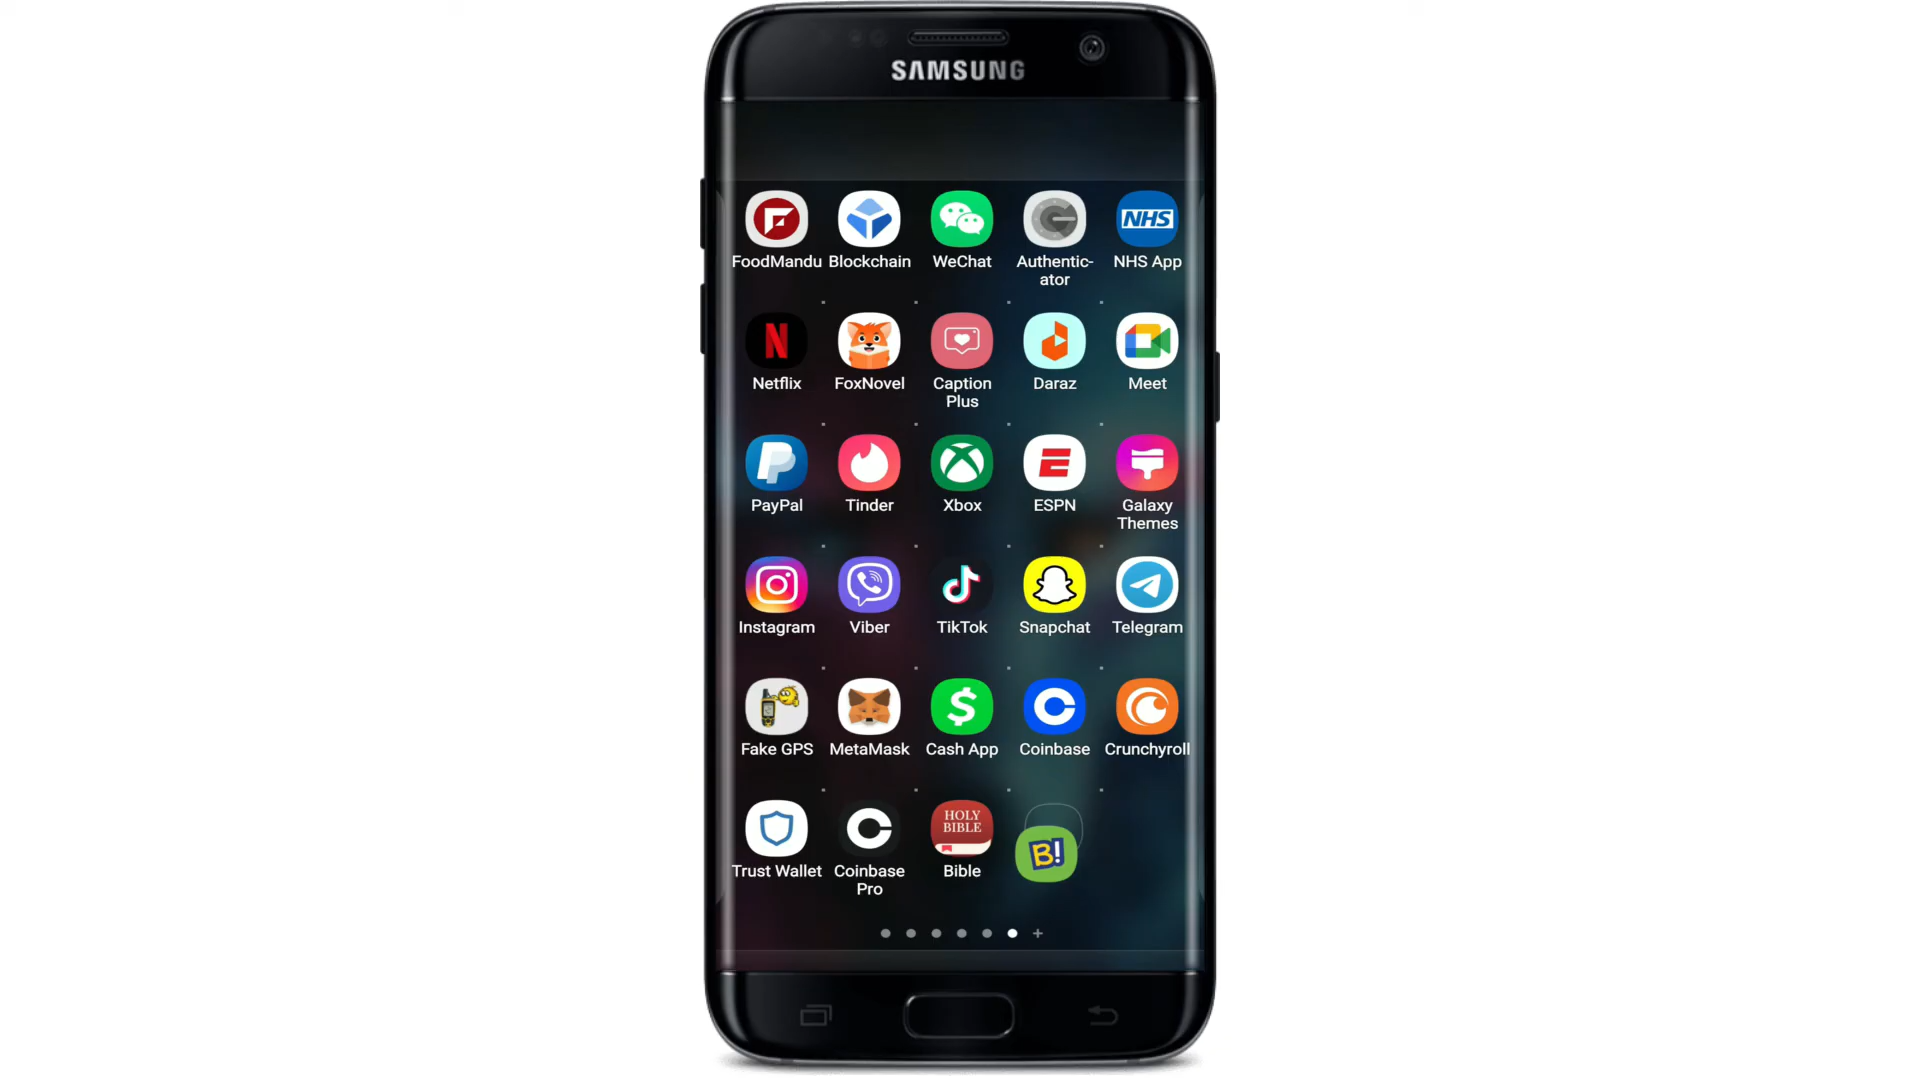 SAMSUNG
NHS
FoodMandu Blockchain WeChat Authentic-
ator NHS App
N
Netflix FoxNovel Caption
Plus Daraz Meet
PayPal Tinder Xbox ESPN Galaxy
Themes
Instagram Viber TikTok Snapchat Telegram
Fake GPS MetaMask Cash App Coinbase Crunchyroll
HOLY
BIBLE
B!
Trust Wallet Coinbase
Pro Bible